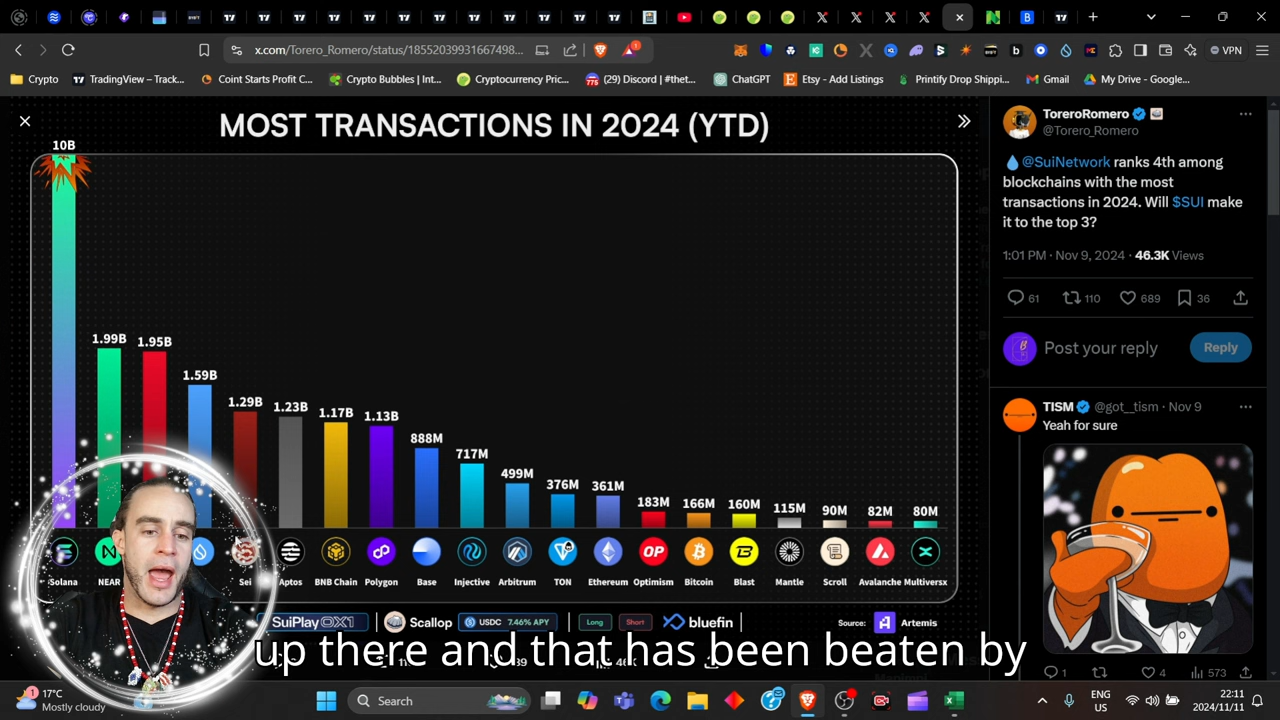 x.com/Torero_Romero/status/18552039931667498...
VPN
Crypto
TradingView – Track...
Coint Starts Profit C...
Crypto Bubbles | Int...
Cryptocurrency Pric...
(29) Discord | #thet...
ChatGPT
Etsy - Add Listings
Printify Drop Shippi...
Gmail
My Drive - Google...
MOST TRANSACTIONS IN 2024 (YTD)
10B
1.99B
1.95B
1.59B
1.29B
1.23B
1.17B
1.13B
888M
717M
499M
376M
361M
183M
166M
160M
115M
90M
82M
80M
Solana
NEAR
Sei
Aptos
BNB Chain
Polygon
Base
Injective
Arbitrum
TON
Ethereum
Optimism
Bitcoin
Blast
Mantle
Scroll
Avalanche
Multiversx
SuiPlay OX1
Scallop
USDC 7.46% APY
Long
Short
bluefin
Source:
Artemis
up there and that has been beaten by
ToreroRomero
@Torero_Romero
@SuiNetwork ranks 4th among
blockchains with the most
transactions in 2024. Will $SUI make
it to the top 3?
1:01 PM · Nov 9, 2024 · 46.3K Views
61
110
689
36
Post your reply
Reply
TISM @got__tism · Nov 9
Yeah for sure
1
4
573
17°C
Mostly cloudy
Search
ENG
US
22:11
2024/11/11